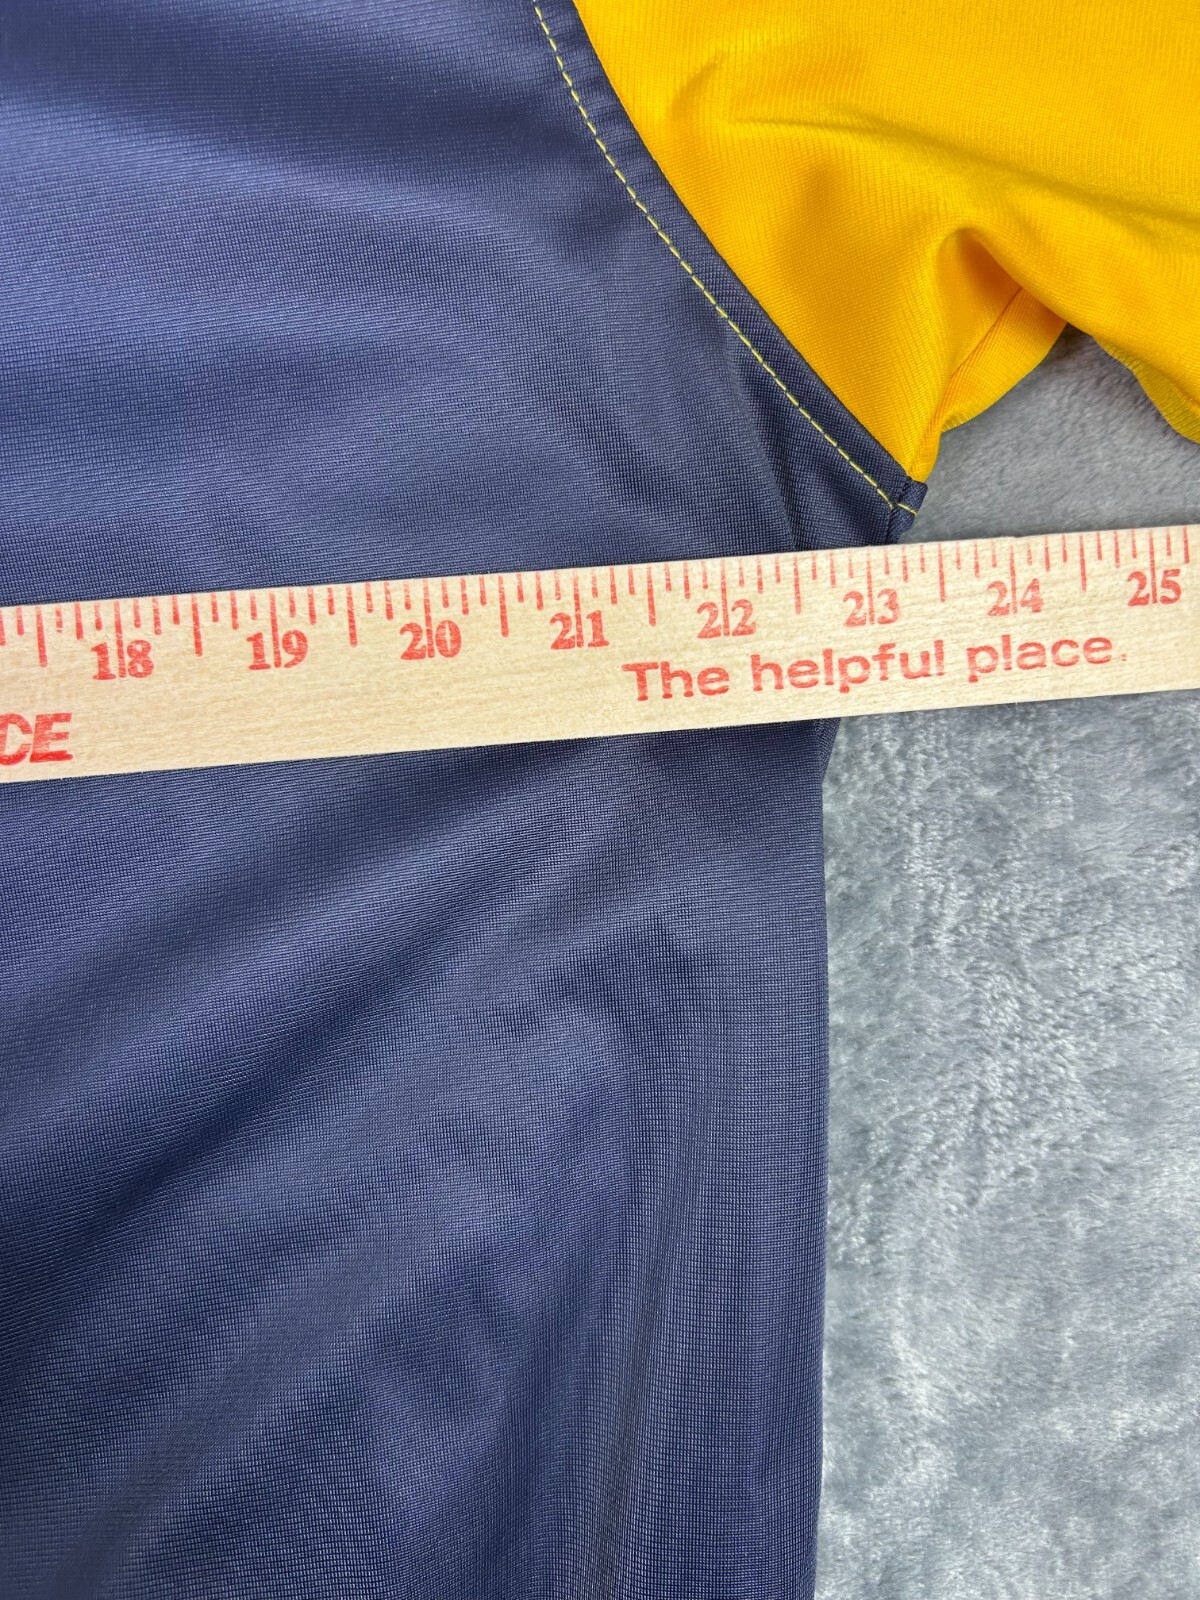 18 19 20 21 22 23 24 25
The helpful place.
CE